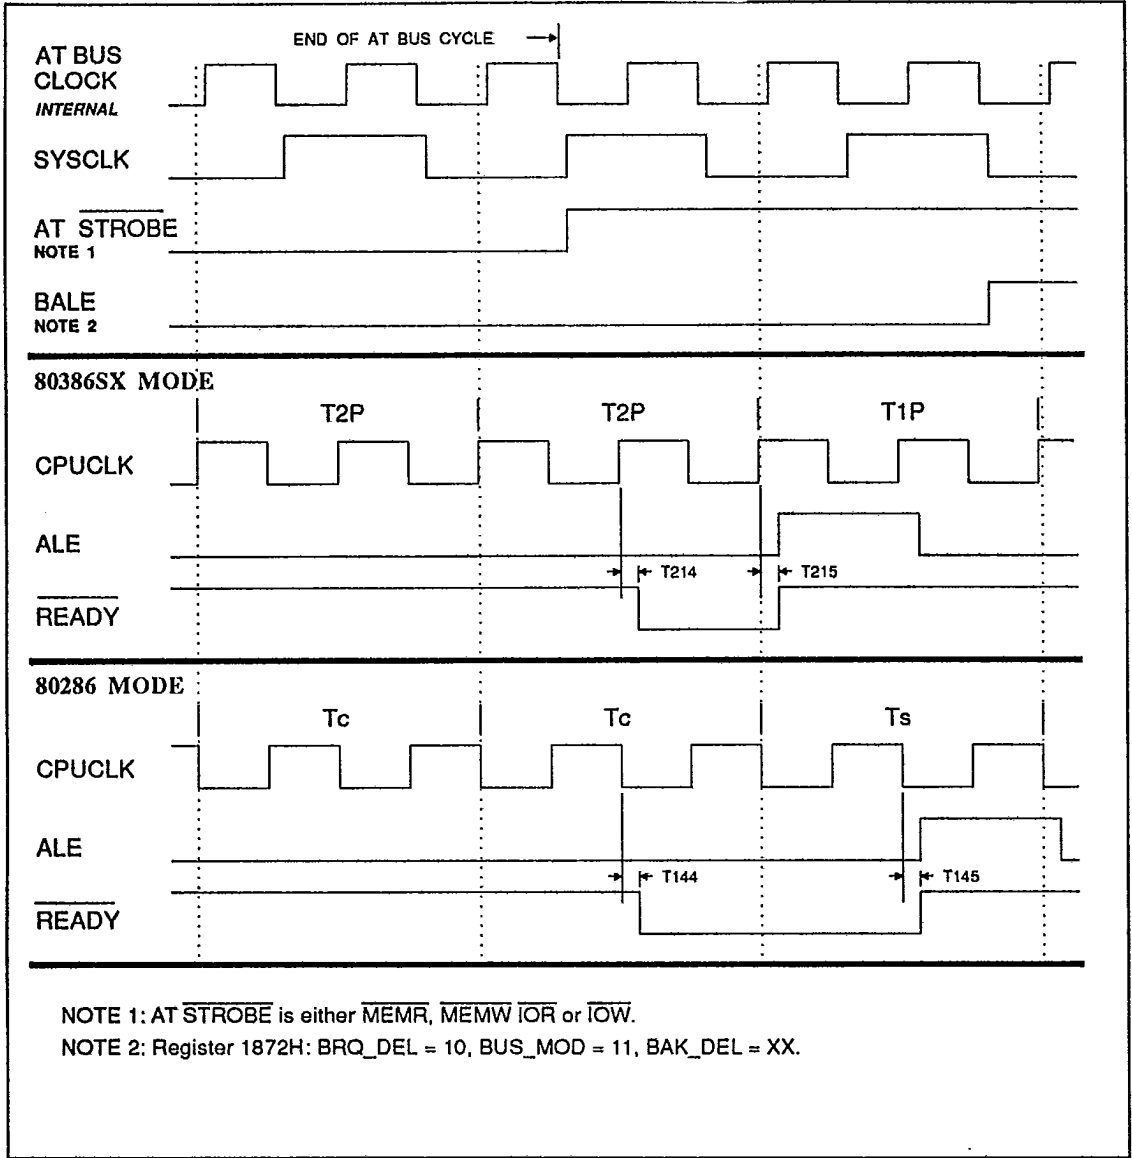 END OF AT BUS CYCLE
AT BUS
CLOCK
INTERNAL
SYSCLK
AT STROBE
NOTE 1
BALE
NOTE 2
80386SX MODE
T2P T2P T1P
CPUCLK
ALE
T214 T215
READY
80286 MODE
Tc Tc Ts
CPUCLK
ALE
T144 T145
READY
NOTE 1: AT STROBE is either MEMR, MEMW IOR or IOW.
NOTE 2: Register 1872H: BRQ_DEL = 10, BUS_MOD = 11, BAK_DEL = XX.